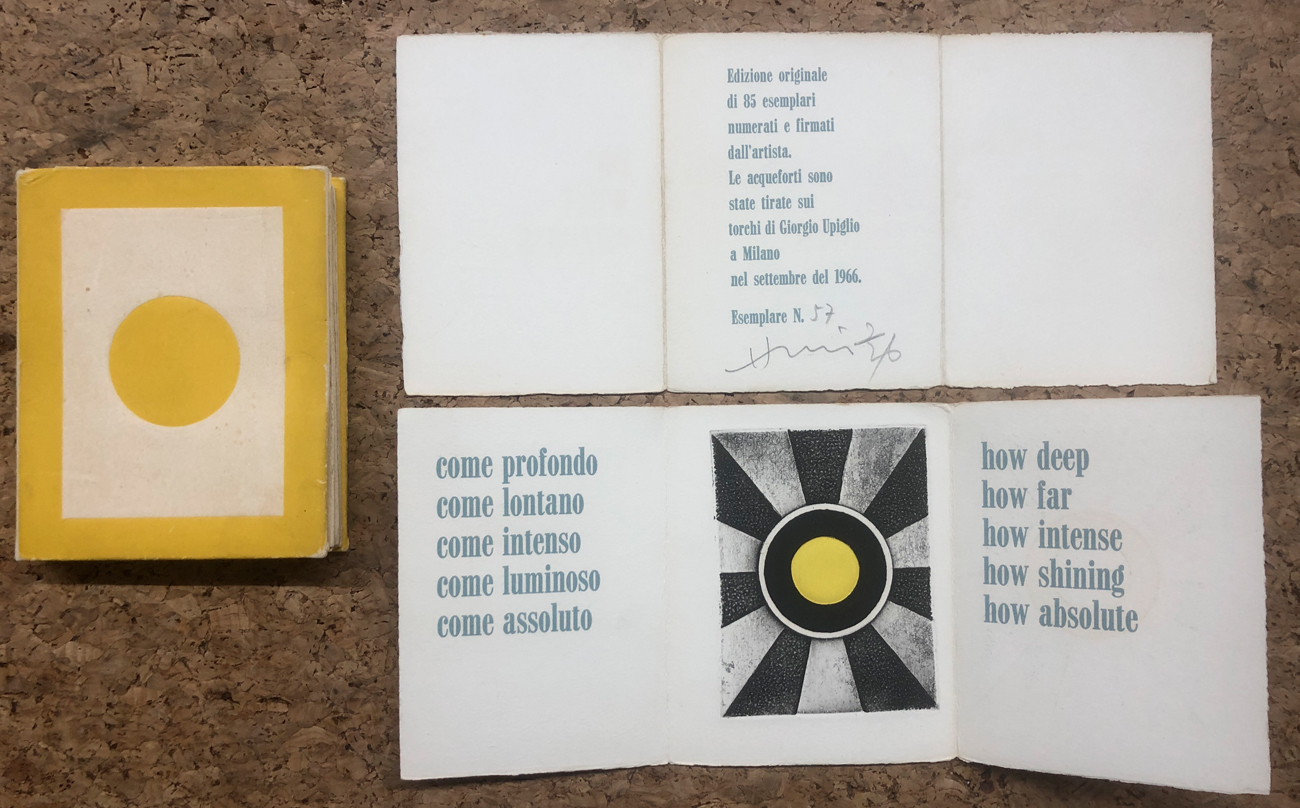 Edizione originale
di 85 esemplari
numerati e firmati
dall'artista.
Le acqueforti sono
state tirate sui
torchi di Giorgio Upiglio
a Milano
nel settembre del 1966.
Esemplare N. 57
come profondo
come lontano
come intenso
come luminoso
come assoluto
how deep
how far
how intense
how shining
how absolute